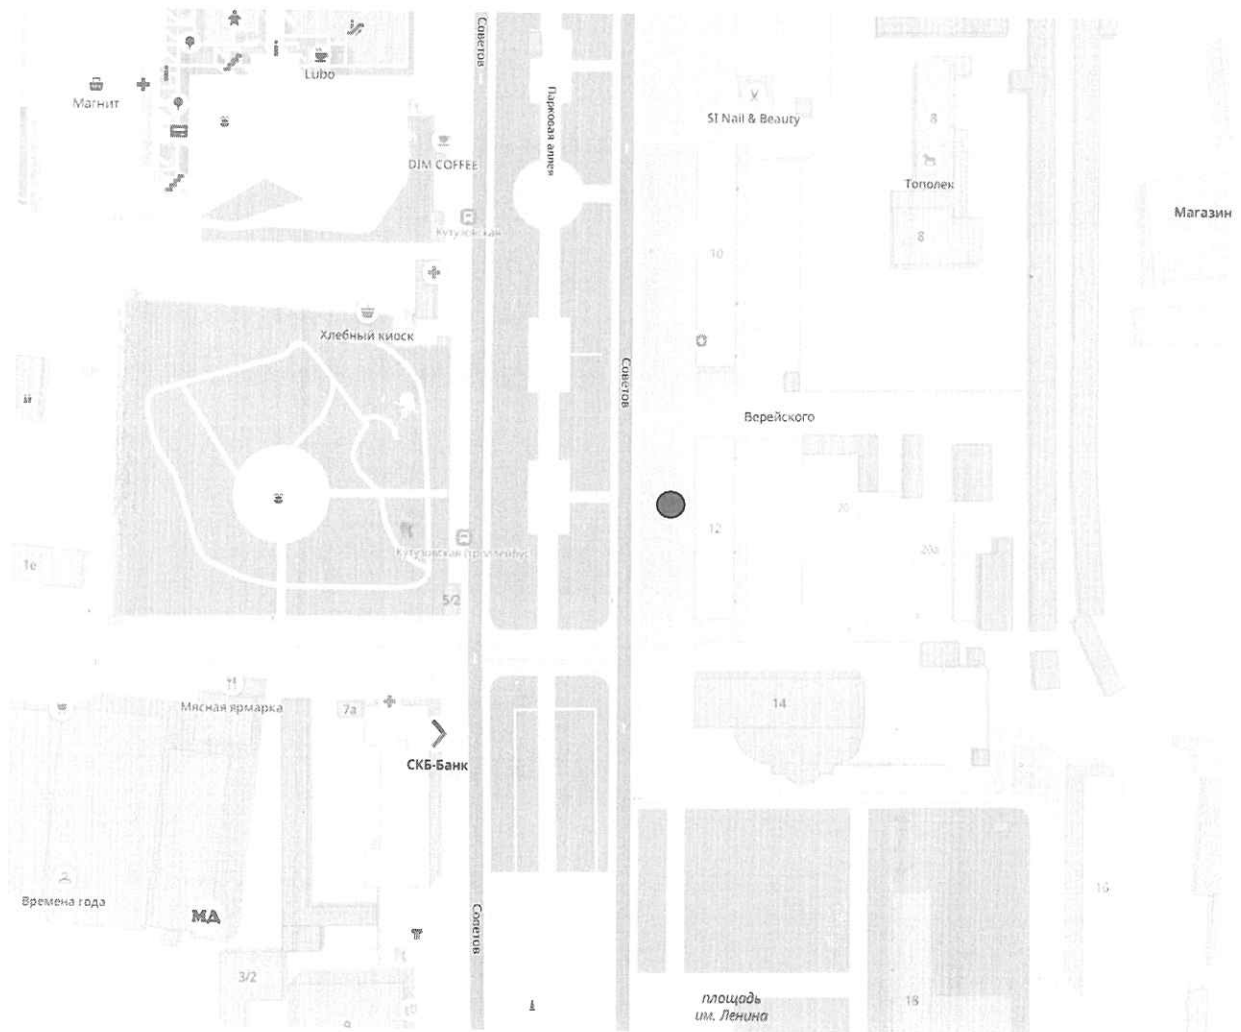 Советов
Lubo
Магнит
Парковая аллея
SI Nail & Beauty
8
DIM COFFEE
Тополек
Магазин
Кутузовская
8
10
Хлебный киоск
Советов
Верейского
20
12
Кутузовская (троллейбус)
20а
1е
5/2
Мясная ярмарка
7а
14
СКБ-Банк
16
Времена года
МД
Советов
3/2
площадь
им. Ленина
18